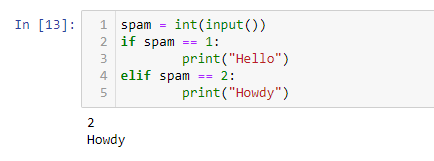 In [13]:
1 spam = int(input())
2 if spam == 1:
3         print("Hello")
4 elif spam == 2:
5         print("Howdy")
2
Howdy